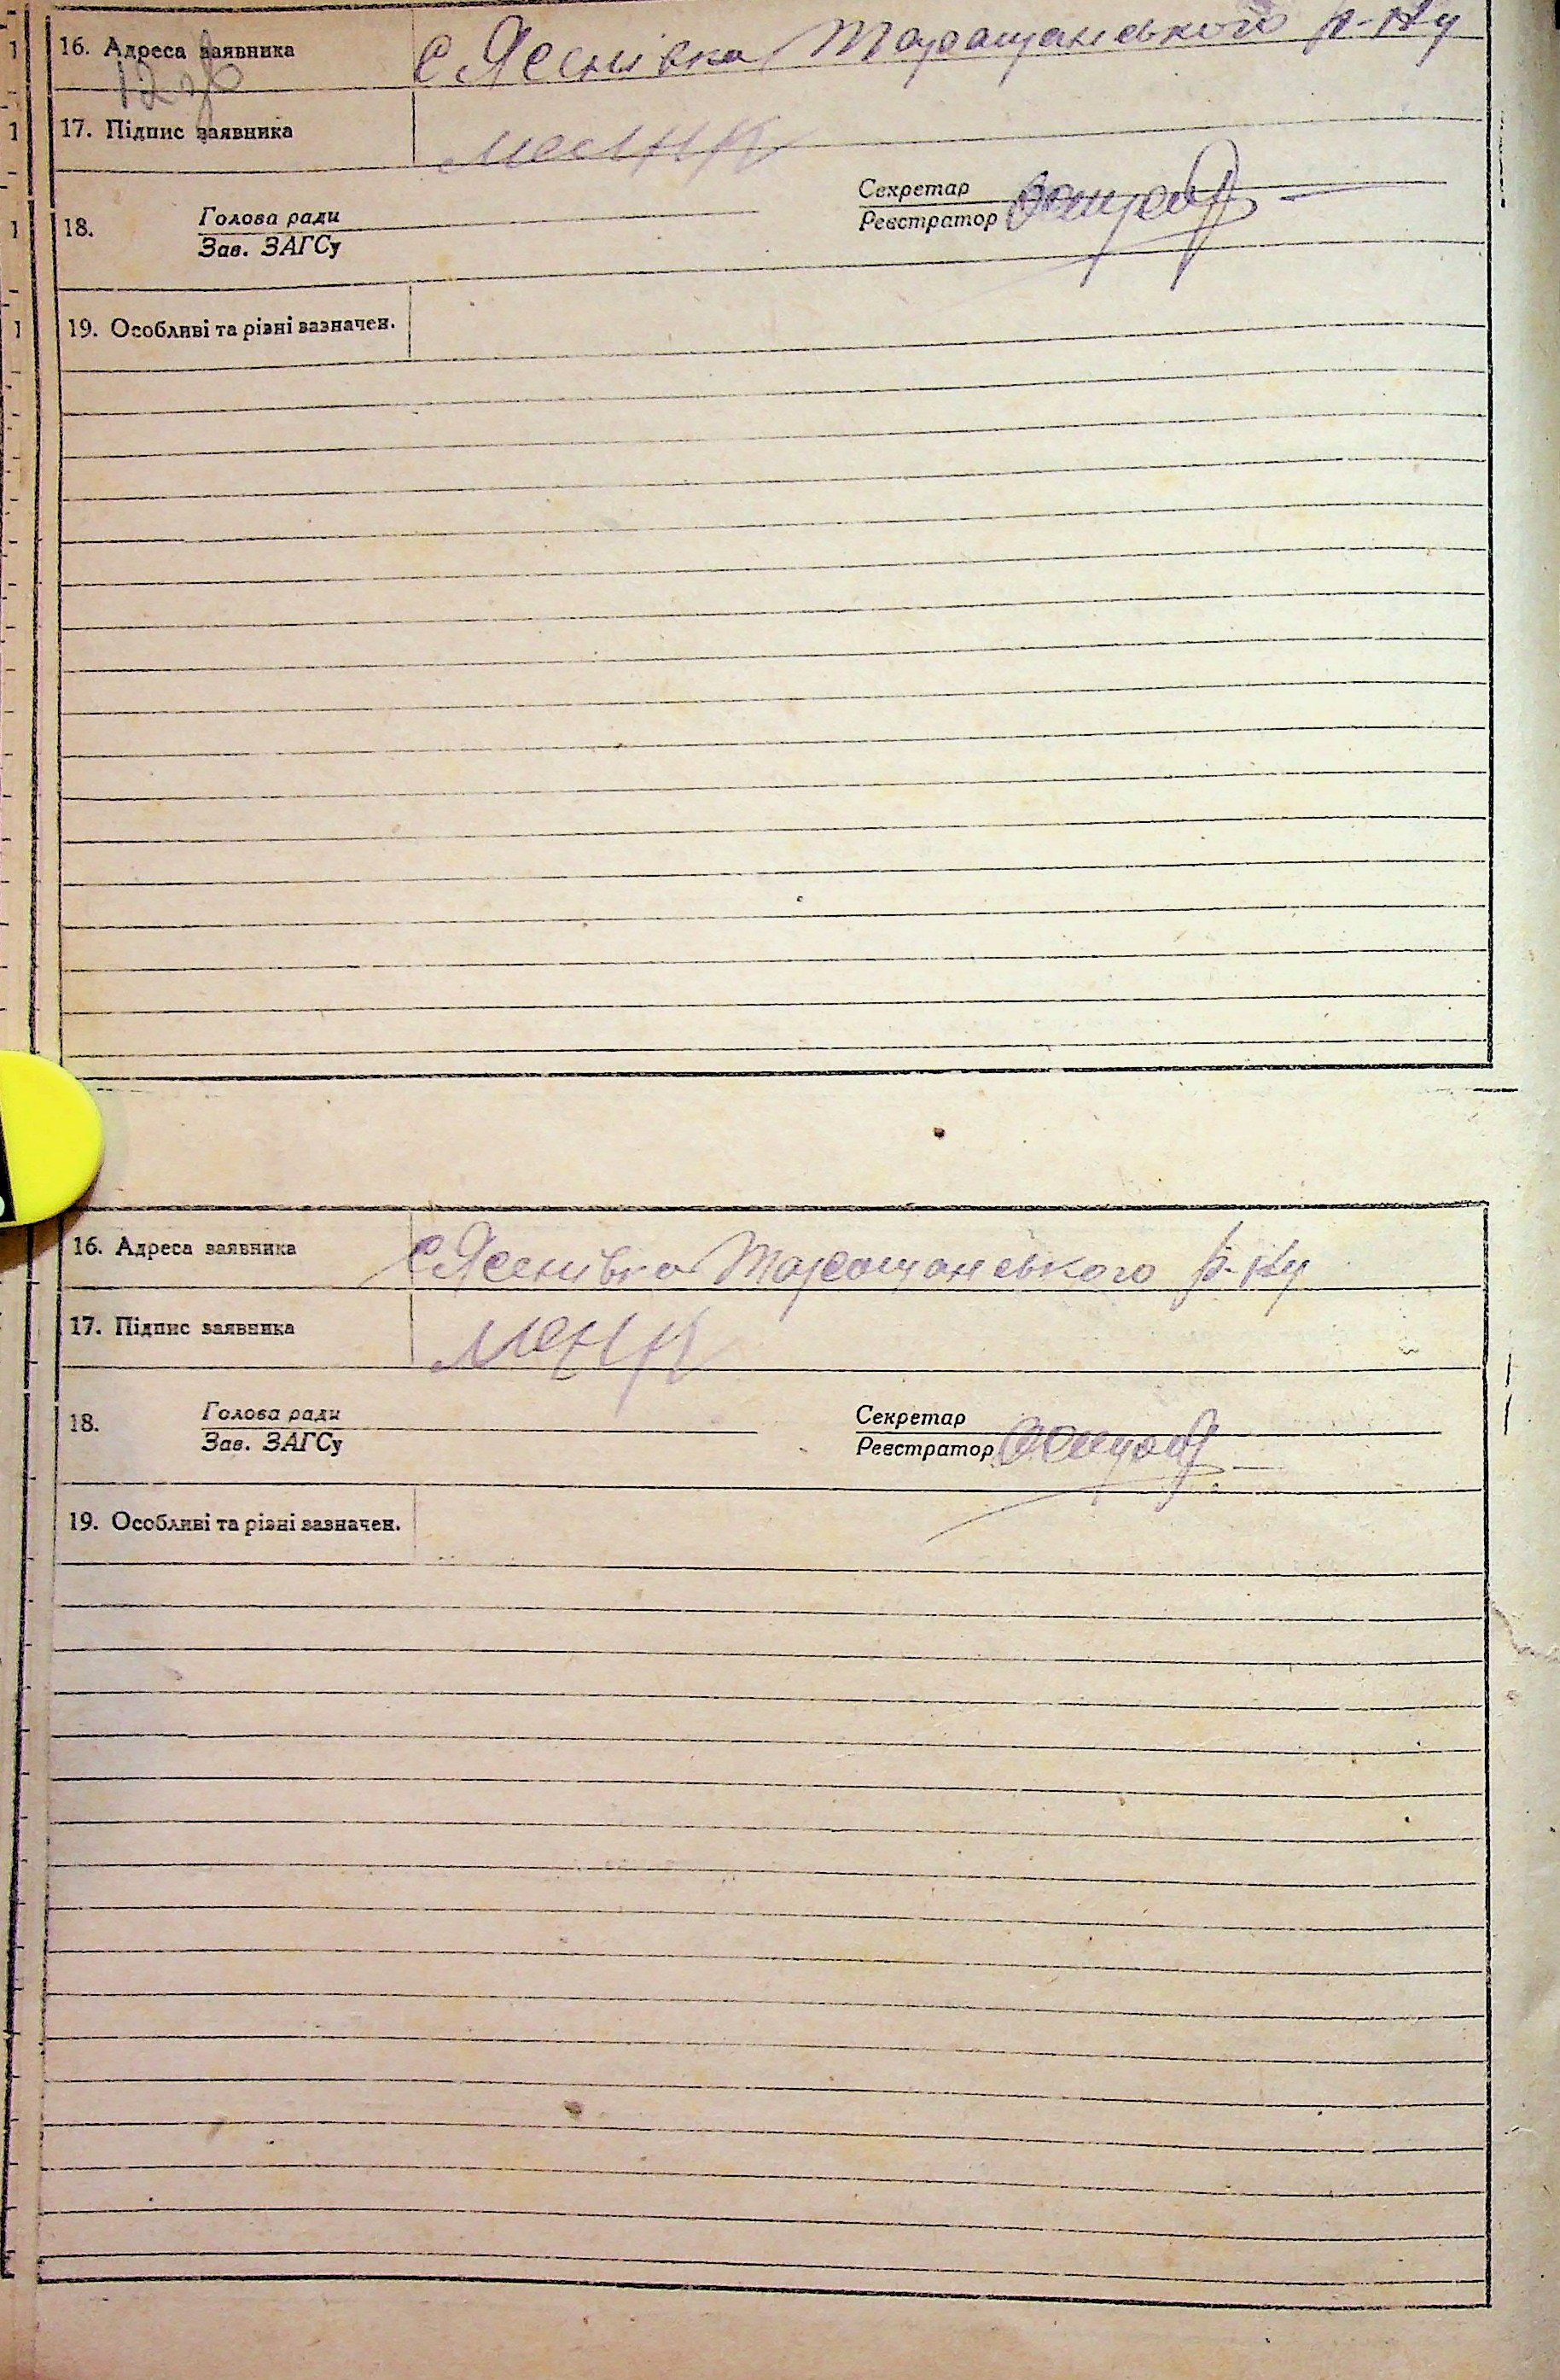 16. Адреса заявника с Яснівка Таращанського р-ну
17. Підпис заявника
18. Голова ради Секретар
Зав. ЗАГСу Реєстратор
19. Особливі та різні зазначен.
16. Адреса заявника с Яснівка Таращанського р-ну
17. Підпис заявника
18. Голова ради Секретар
Зав. ЗАГСу Реєстратор
19. Особливі та різні зазначен.